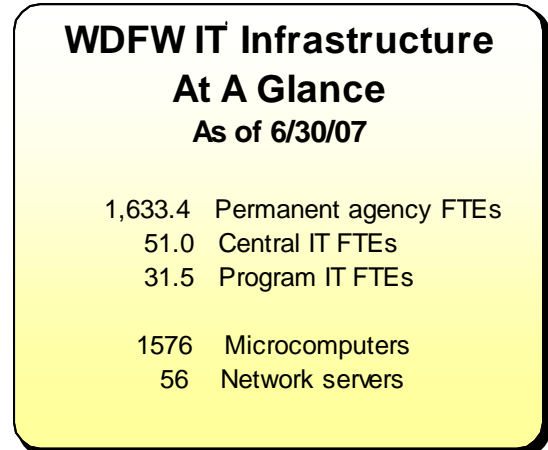 WDFW IT Infrastructure
At A Glance
As of 6/30/07
1,633.4 Permanent agency FTEs
51.0 Central IT FTEs
31.5 Program IT FTEs
1576 Microcomputers
56 Network servers